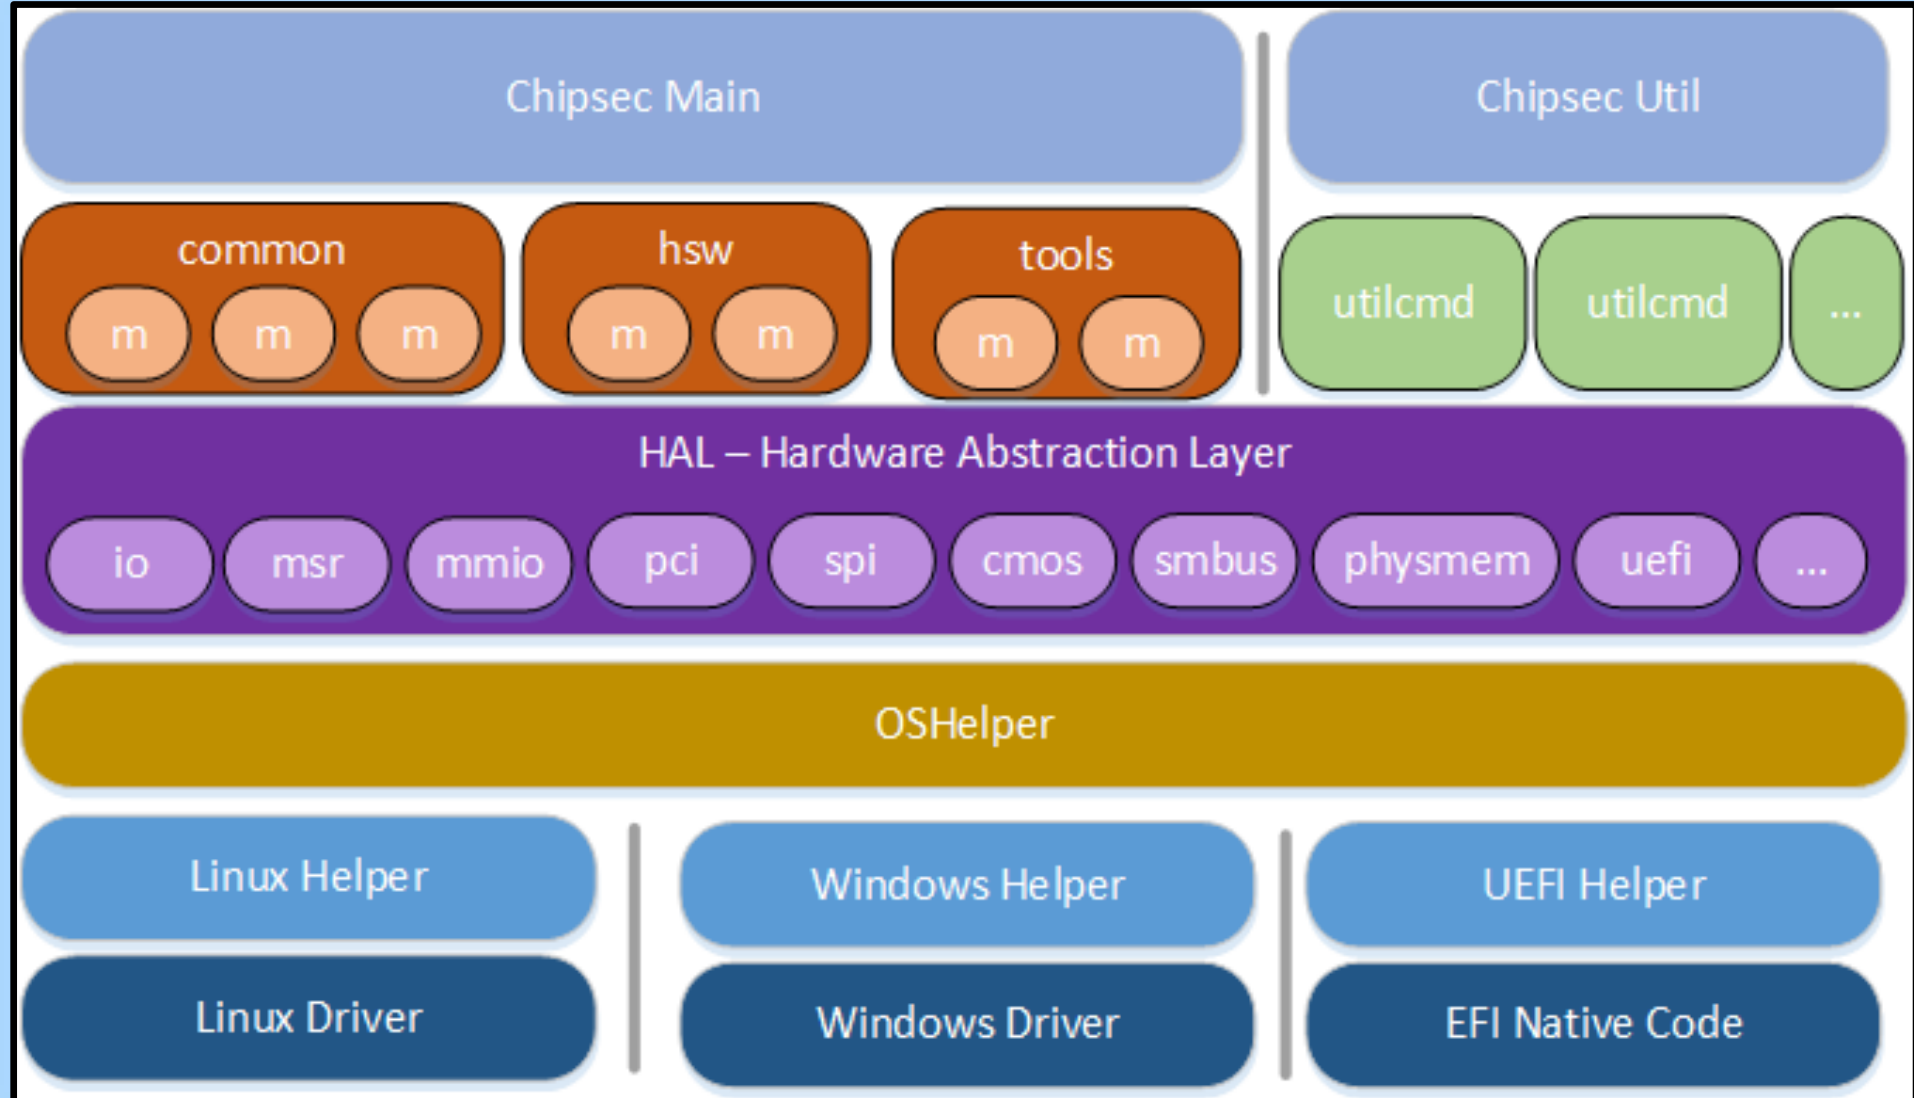 Chipsec Main
Chipsec Util
common
hsw
tools
m m m
m m
m m
utilcmd
utilcmd
...
HAL – Hardware Abstraction Layer
io
msr
mmio
pci
spi
cmos
smbus
physmem
uefi
...
OSHelper
Linux Helper
Windows Helper
UEFI Helper
Linux Driver
Windows Driver
EFI Native Code